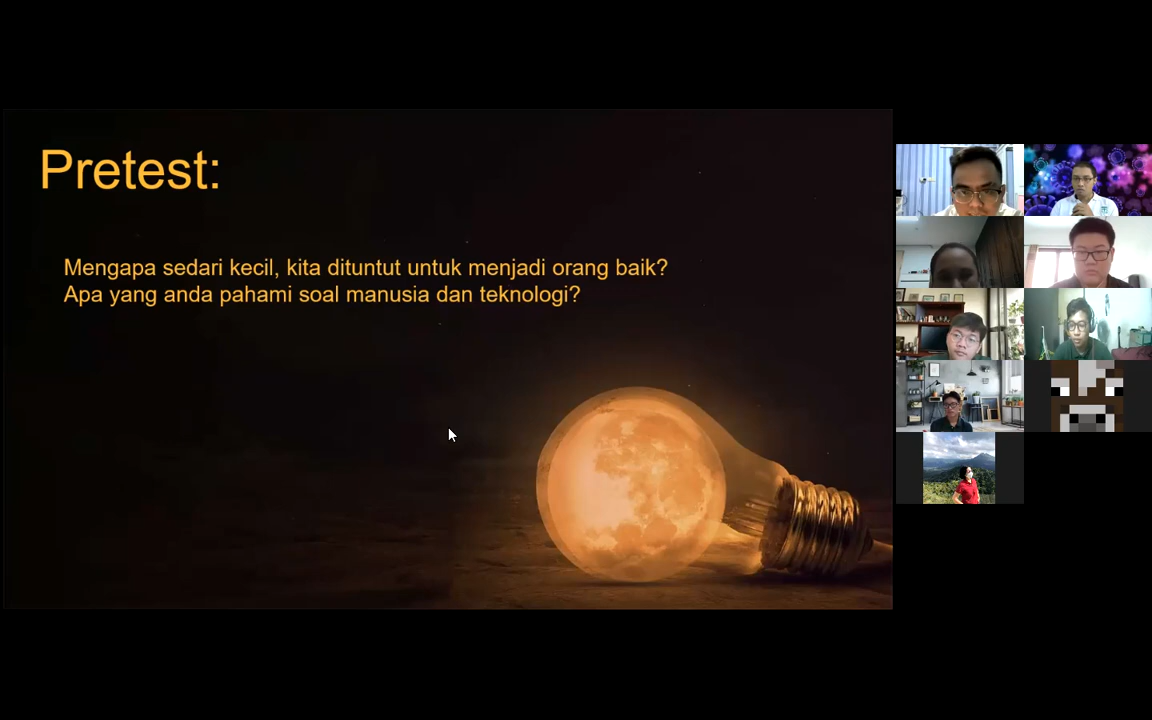 Pretest:
Mengapa sedari kecil, kita dituntut untuk menjadi orang baik?
Apa yang anda pahami soal manusia dan teknologi?